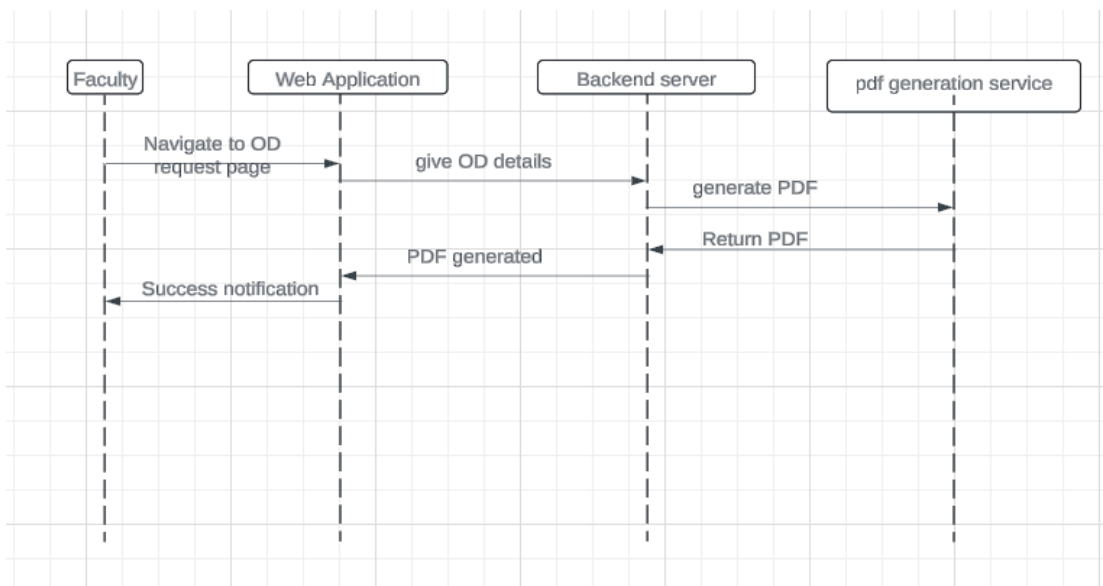 Faculty
Web Application
Backend server
pdf generation service
Navigate to OD
request page
give OD details
generate PDF
Return PDF
PDF generated
Success notification